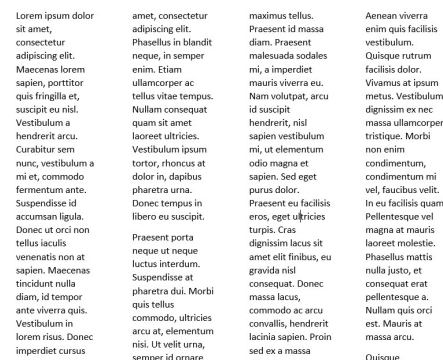 Lorem ipsum dolor
sit amet,
consectetur
adipiscing elit.
Maecenas lorem
sapien, porttitor
quis fringilla et,
suscipit eu nisl.
Vestibulum a
hendrerit arcu.
Curabitur sem
nunc, vestibulum a
mi et, commodo
fermentum ante.
Suspendisse id
accumsan ligula.
Donec ut orci non
tellus iaculis
venenatis non at
sapien. Maecenas
tincidunt nulla
diam, id tempor
ante viverra quis.
Vestibulum in
lorem risus. Donec
imperdiet cursus
amet, consectetur
adipiscing elit.
Phasellus in blandit
neque, in semper
enim. Etiam
ullamcorper ac
tellus vitae tempus.
Nullam consequat
quam sit amet
laoreet ultricies.
Vestibulum ipsum
tortor, rhoncus at
dolor in, dapibus
pharetra urna.
Donec tempus in
libero eu suscipit.
Praesent porta
neque ut neque
luctus interdum.
Suspendisse at
pharetra dui. Morbi
quis tellus
commodo, ultricies
arcu at, elementum
nisi. Ut velit urna,
semper id ornare
maximus tellus.
Praesent id massa
diam. Praesent
malesuada sodales
mi, a imperdiet
mauris viverra eu.
Nam volutpat, arcu
id suscipit
hendrerit, nisl
sapien vestibulum
mi, ut elementum
odio magna et
sapien. Sed eget
purus dolor.
Praesent eu facilisis
eros, eget ultricies
turpis. Cras
dignissim lacus sit
amet elit finibus, eu
gravida nisl
consequat. Donec
massa lacus,
commodo ac arcu
convallis, hendrerit
lacinia sapien. Proin
sed ex a massa
Aenean viverra
enim quis facilisis
vestibulum.
Quisque rutrum
facilisis dolor.
Vivamus at ipsum
metus. Vestibulum
dignissim ex nec
massa ullamcorper
tristique. Morbi
non enim
condimentum,
condimentum mi
vel, faucibus velit.
In eu facilisis quam
Pellentesque vel
magna at mauris
laoreet molestie.
Phasellus mattis
nulla justo, et
consequat erat
pellentesque a.
Nullam quis orci
est. Mauris at
massa arcu.
Quisque